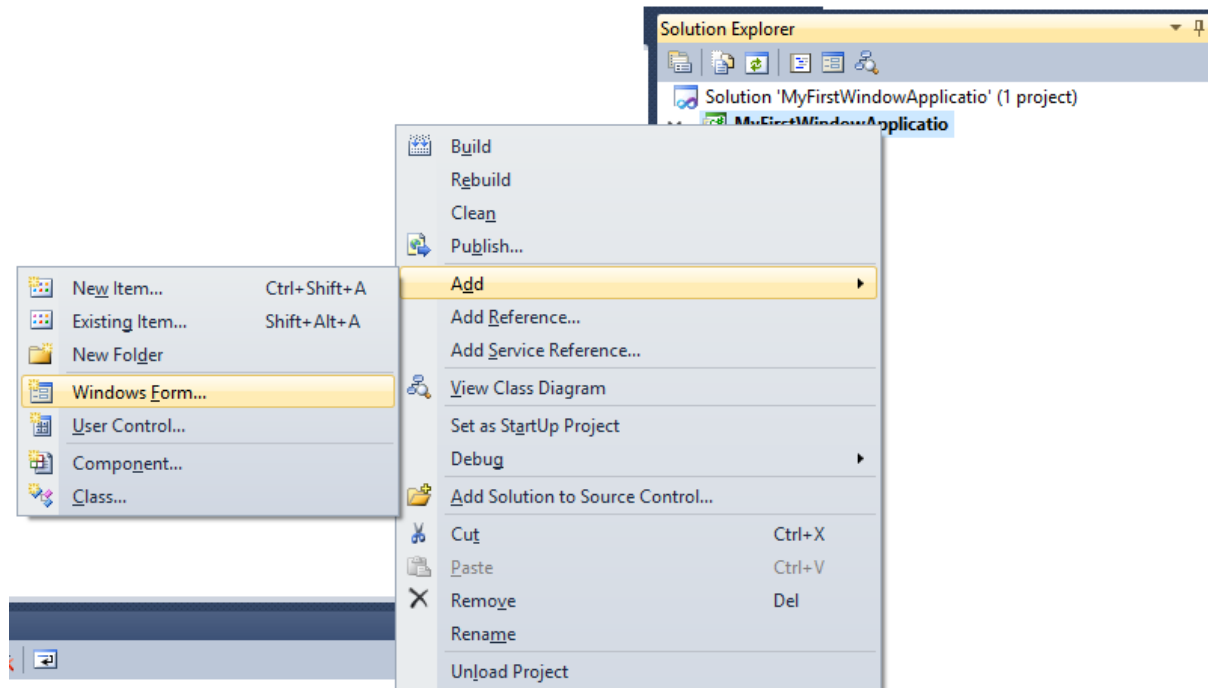 Solution Explorer
Solution 'MyFirstWindowApplicatio' (1 project)
MyFirstWindowApplicatio
Build
Rebuild
Clean
Publish...
Add
Add Reference...
Add Service Reference...
View Class Diagram
Set as StartUp Project
Debug
Add Solution to Source Control...
Cut Ctrl+X
Paste Ctrl+V
Remove Del
Rename
Unload Project
New Item... Ctrl+Shift+A
Existing Item... Shift+Alt+A
New Folder
Windows Form...
User Control...
Component...
Class...